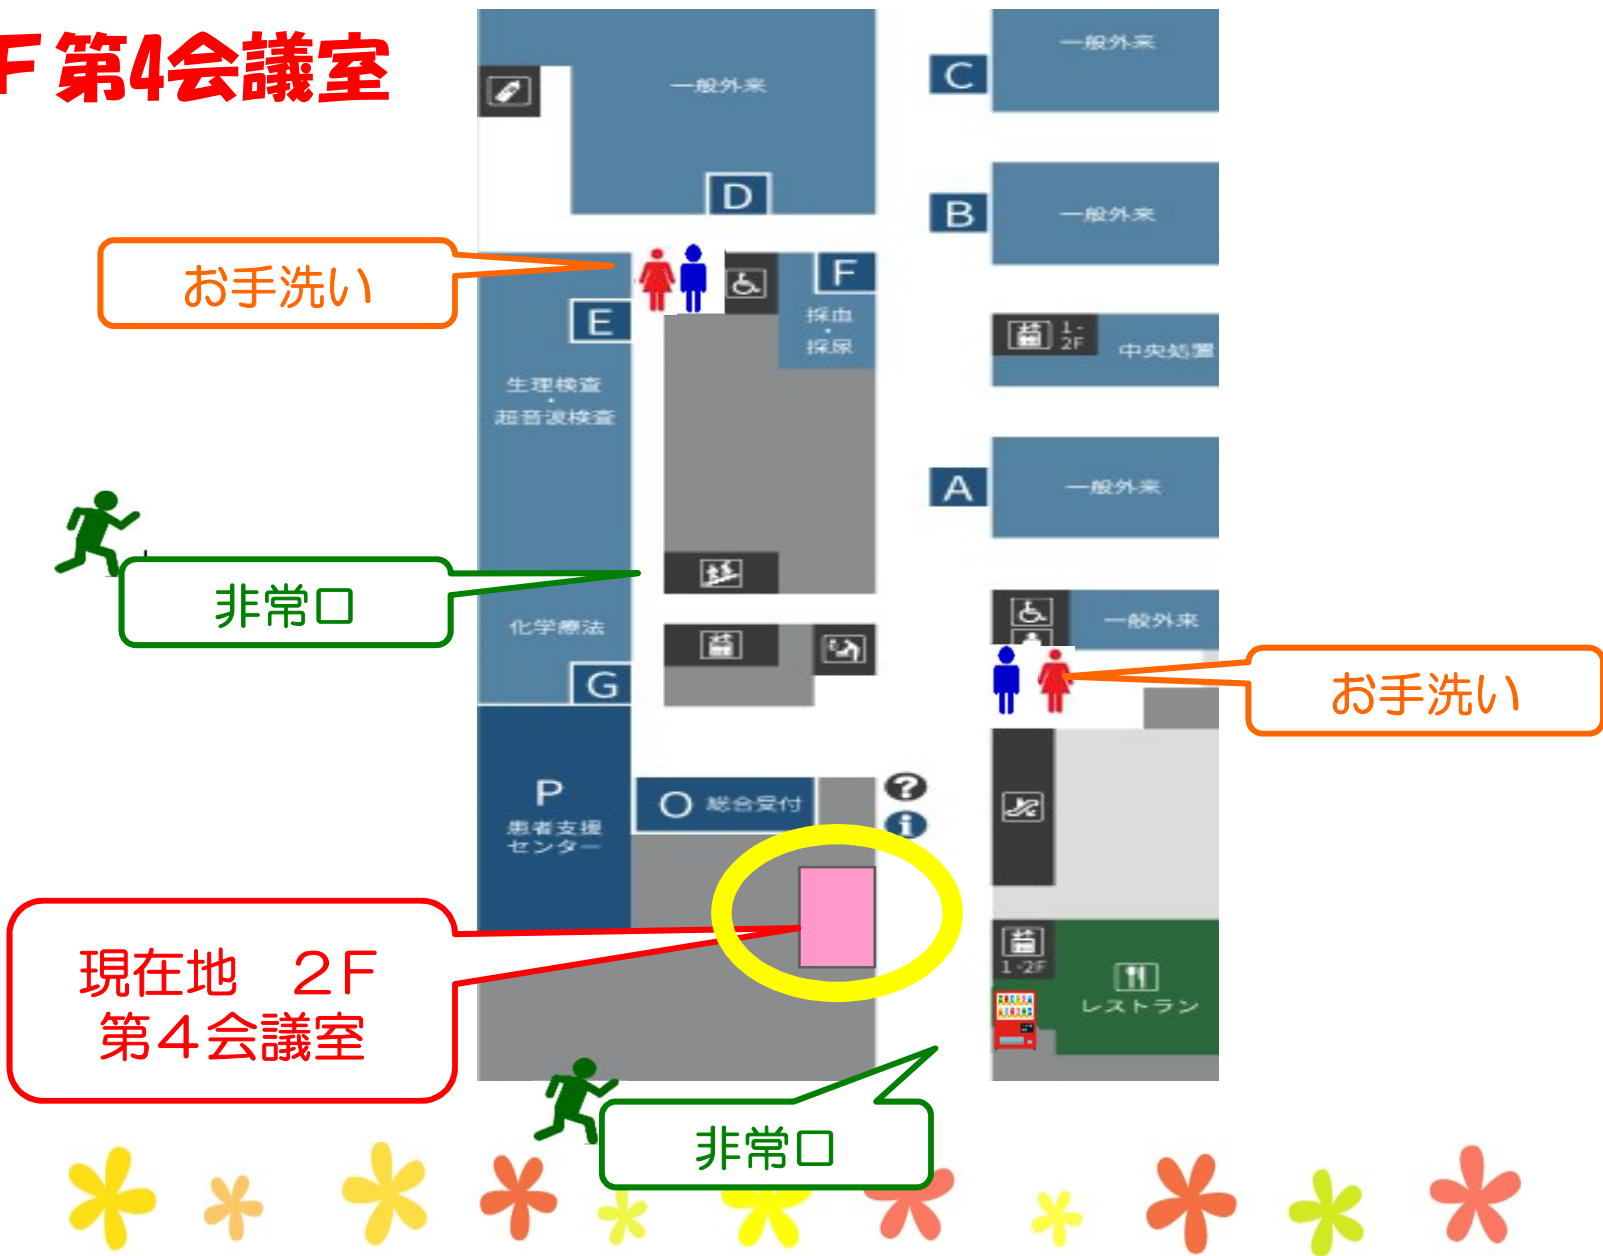 F 第4会議室
一般外来
C
一般外来
D
B
一般外来
お手洗い
F
採血
・
採尿
E
1-
2F
中央処置
生理検査
・
超音波検査
A
一般外来
非常口
化学療法
G
一般外来
お手洗い
P
患者支援
センター
O 総合受付
?
i
現在地 2F
第4会議室
1-2F
レストラン
非常口